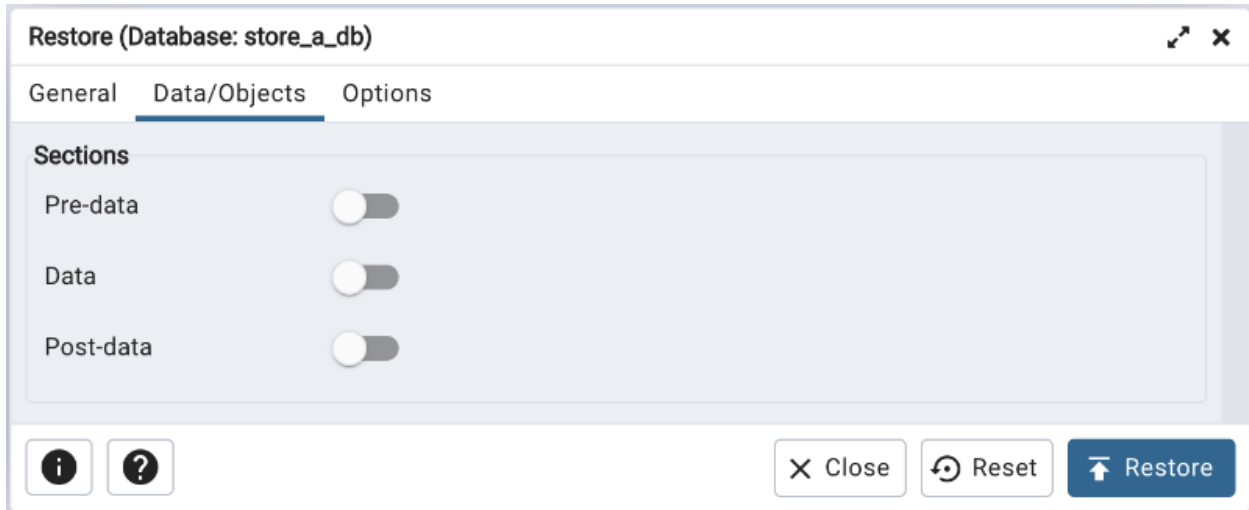 Restore (Database: store_a_db)
General Data/Objects Options
Sections
Pre-data
Data
Post-data
Close Reset Restore